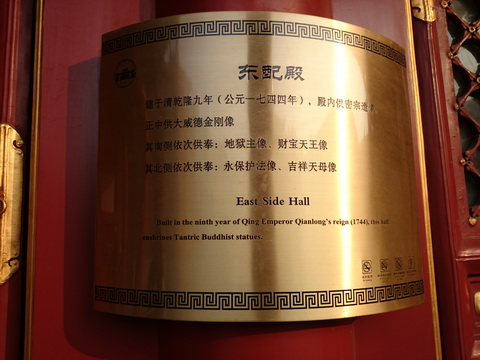 东配殿
建于清乾隆九年（公元一七四四年），殿内供密宗造像
正中供大威德金刚像
其南侧依次供奉：地狱主像、财宝天王像
其北侧依次供奉：永保护法像、吉祥天母像
East Side Hall
Built in the ninth year of Qing Emperor Qianlong's reign (1744), this hall
enshrines Tantric Buddhist statues.